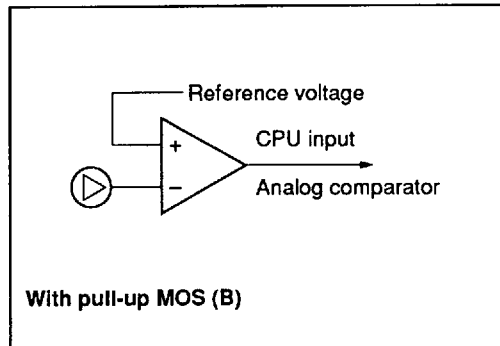 Reference voltage
+
CPU input
−
Analog comparator
With pull-up MOS (B)